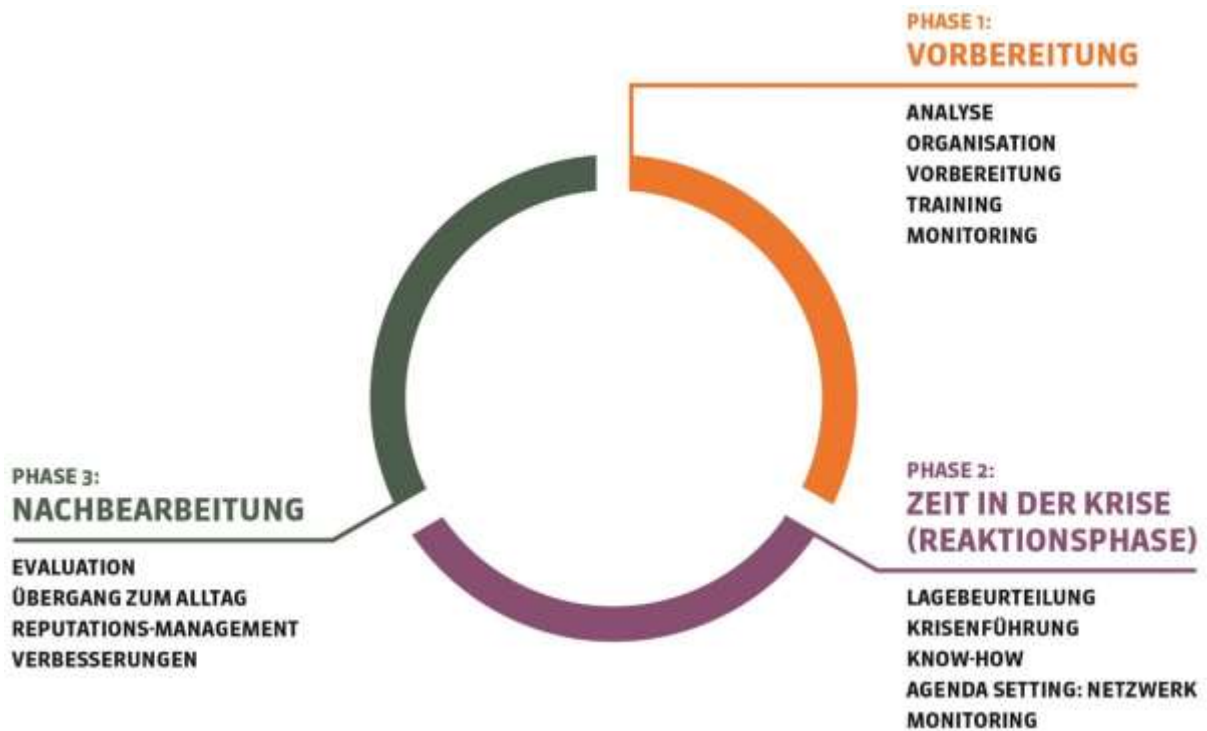 PHASE 1:
VORBEREITUNG
ANALYSE
ORGANISATION
VORBEREITUNG
TRAINING
MONITORING
PHASE 2:
ZEIT IN DER KRISE
(REAKTIONSPHASE)
LAGEBEURTEILUNG
KRISENFÜHRUNG
KNOW-HOW
AGENDA SETTING: NETZWERK
MONITORING
PHASE 3:
NACHBEARBEITUNG
EVALUATION
ÜBERGANG ZUM ALLTAG
REPUTATIONS-MANAGEMENT
VERBESSERUNGEN